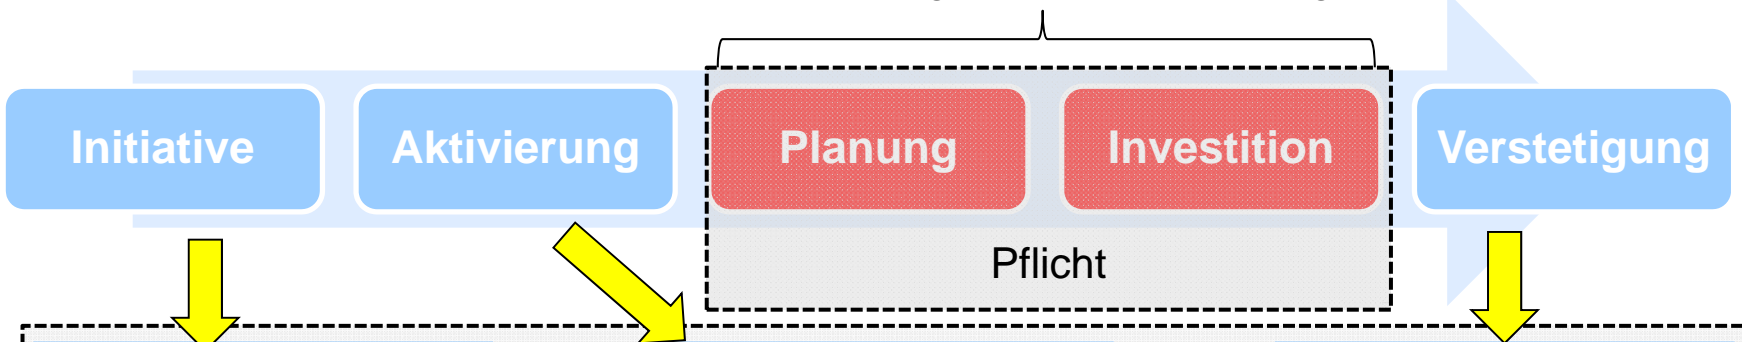 Initiative
Aktivierung
Planung
Investition
Verstetigung
Pflicht